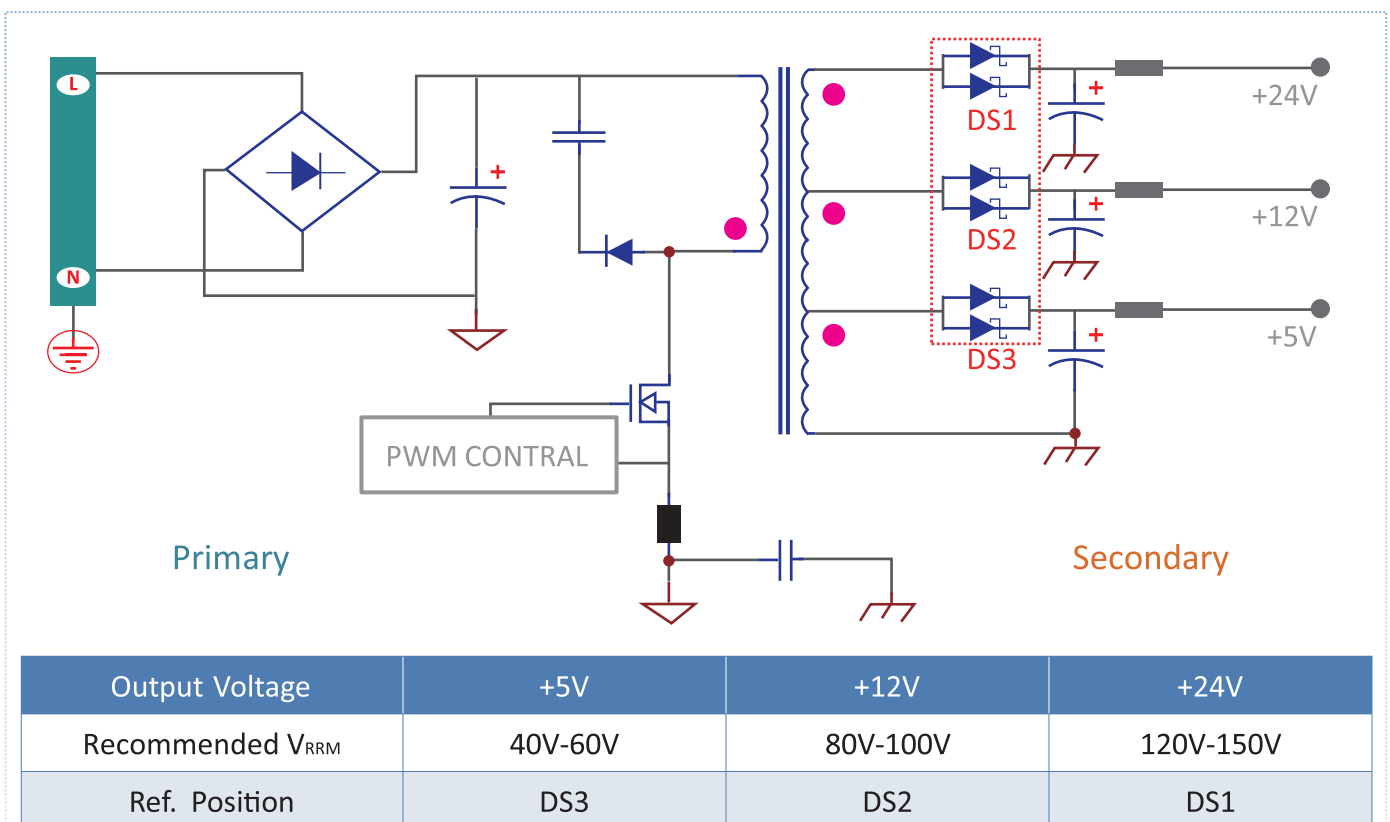 L
N
+
DS1
+
+24V
DS2
+
+12V
DS3
+
+5V
PWM CONTRAL
Primary
Secondary
Output Voltage +5V +12V +24V
Recommended VRRM 40V-60V 80V-100V 120V-150V
Ref. Position DS3 DS2 DS1